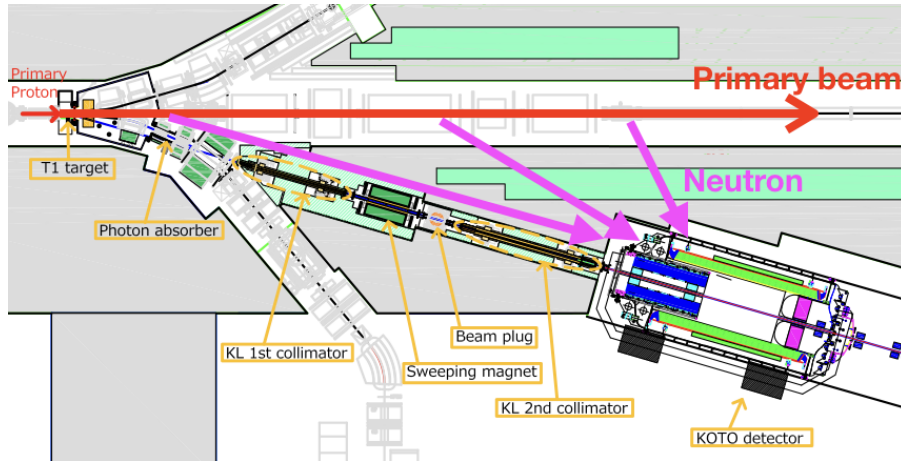 Primary
Proton
Primary beam
T1 target
Neutron
Photon absorber
KL 1st collimator
Beam plug
Sweeping magnet
KL 2nd collimator
KOTO detector